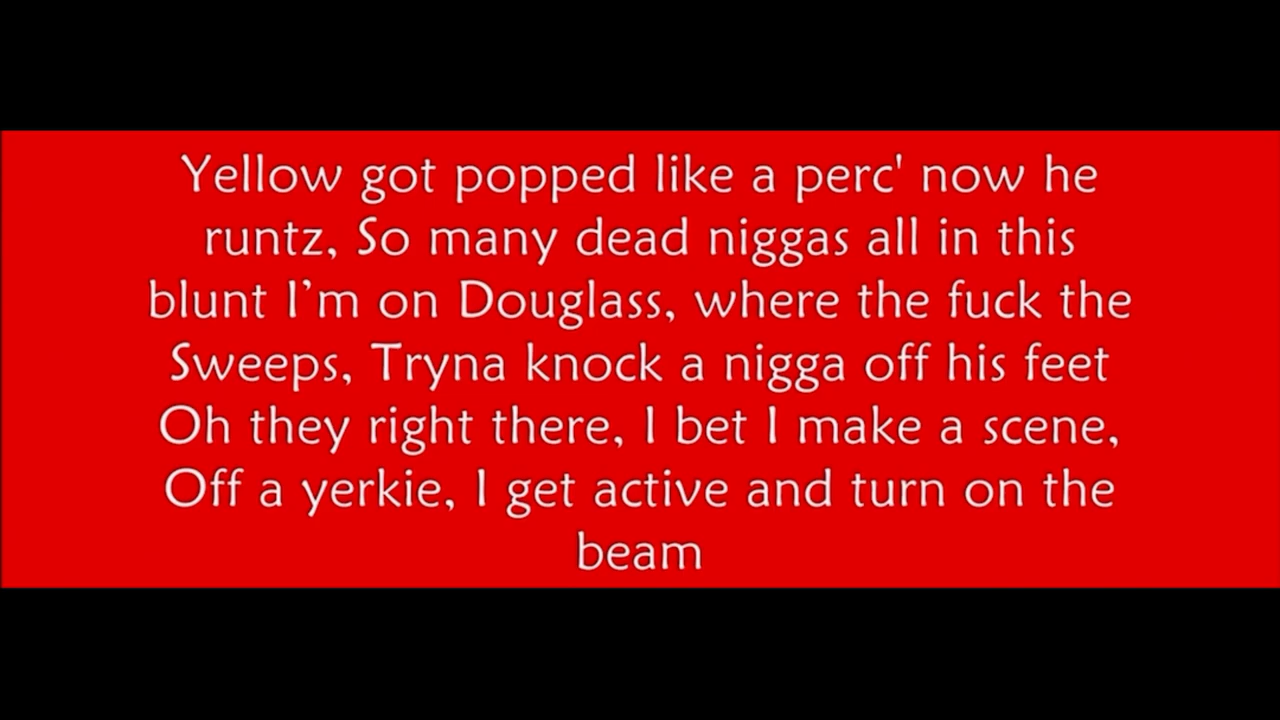 Yellow got popped like a perc' now he
runtz, So many dead niggas all in this
blunt I’m on Douglass, where the fuck the
Sweeps, Tryna knock a nigga off his feet
Oh they right there, I bet I make a scene,
Off a yerkie, I get active and turn on the
beam